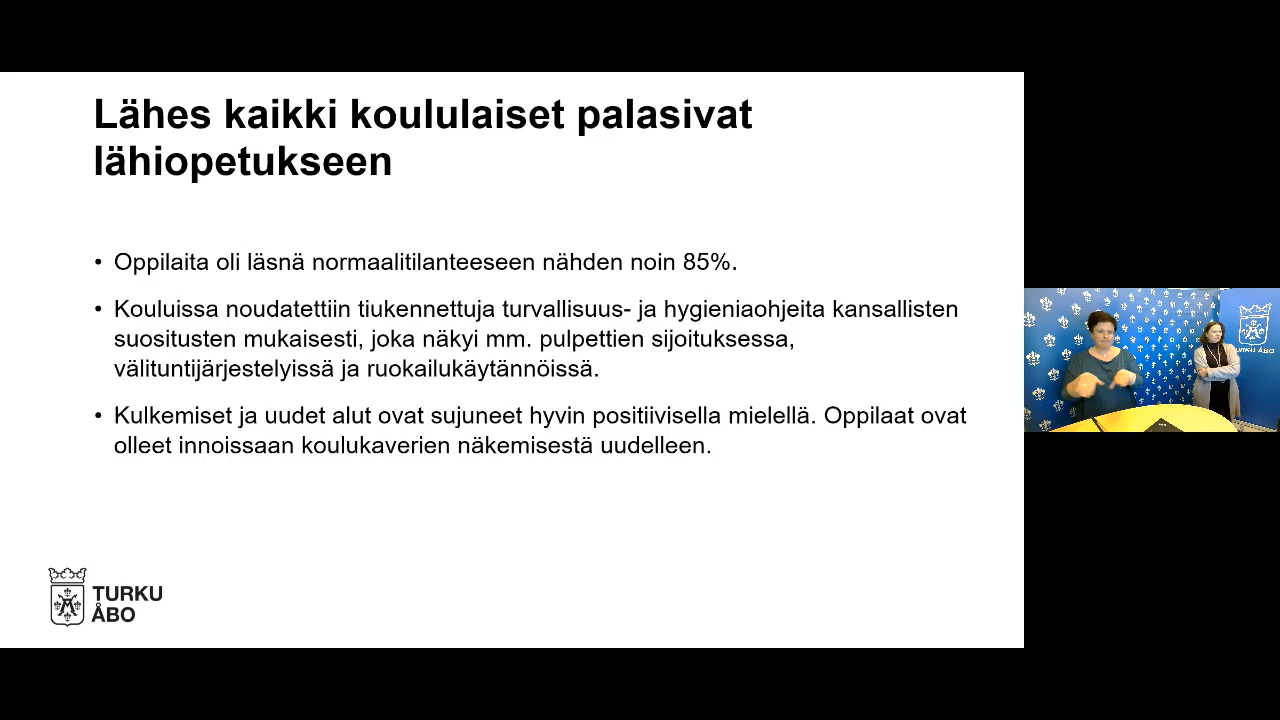 Lähes kaikki koululaiset palasivat
lähiopetukseen
• Oppilaita oli läsnä normaalitilanteeseen nähden noin 85%.
• Kouluissa noudatettiin tiukennettuja turvallisuus- ja hygieniaohjeita kansallisten
suositusten mukaisesti, joka näkyi mm. pulpettien sijoituksessa,
välituntijärjestelyissä ja ruokailukäytännöissä.
• Kulkemiset ja uudet alut ovat sujuneet hyvin positiivisella mielellä. Oppilaat ovat
olleet innoissaan koulukaverien näkemisestä uudelleen.
TURKU
ÅBO
TURKU ÅBO